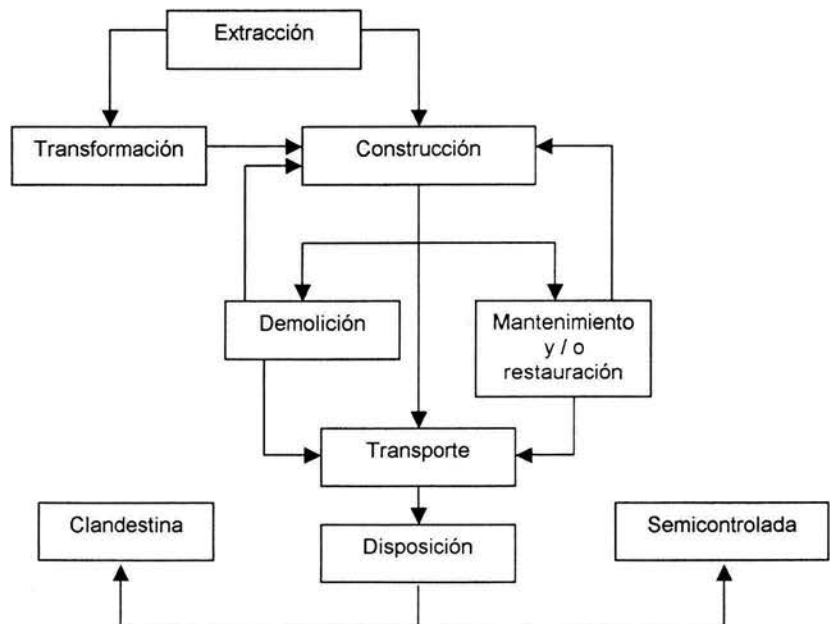 Extracción
Transformación
Construcción
Demolición
Mantenimiento
y / o
restauración
Transporte
Clandestina
Disposición
Semicontrolada